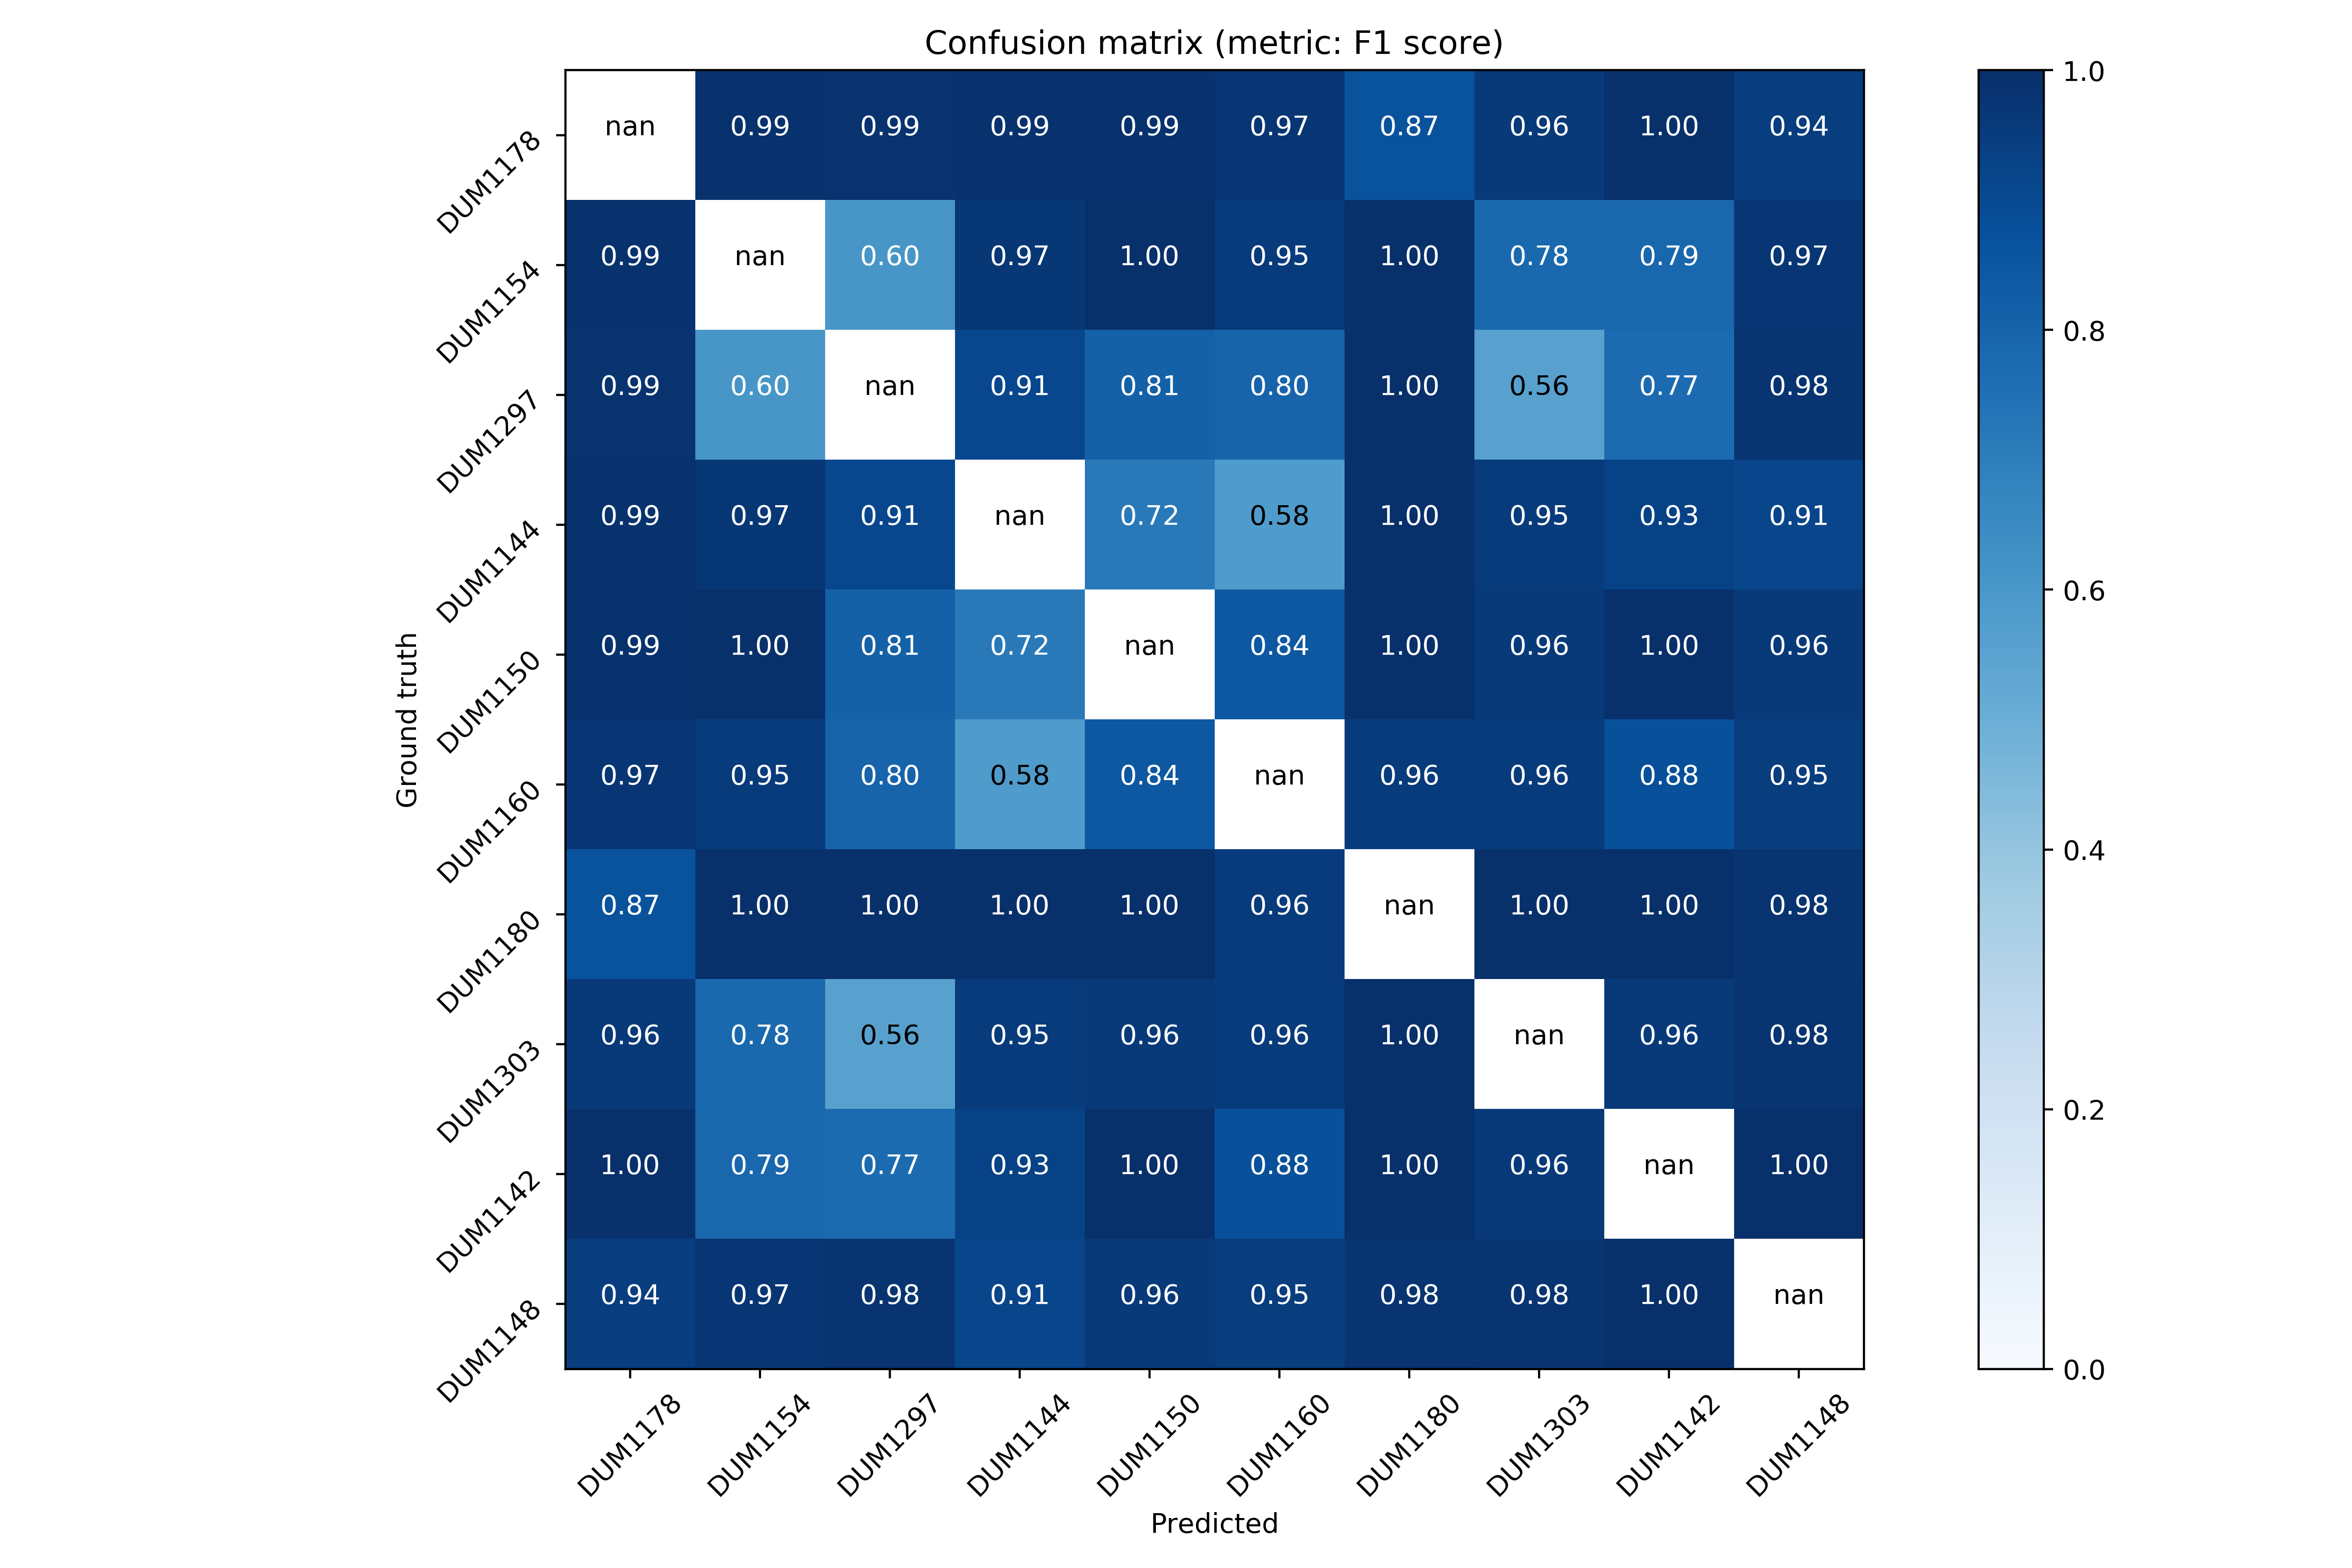 Confusion matrix (metric: F1 score)
DUM1178 nan 0.99 0.99 0.99 0.99 0.97 0.87 0.96 1.00 0.94
DUM1154 0.99 nan 0.60 0.97 1.00 0.95 1.00 0.78 0.79 0.97
DUM1297 0.99 0.60 nan 0.91 0.81 0.80 1.00 0.56 0.77 0.98
DUM1144 0.99 0.97 0.91 nan 0.72 0.58 1.00 0.95 0.93 0.91
DUM1150 0.99 1.00 0.81 0.72 nan 0.84 1.00 0.96 1.00 0.96
DUM1160 0.97 0.95 0.80 0.58 0.84 nan 0.96 0.96 0.88 0.95
DUM1180 0.87 1.00 1.00 1.00 1.00 0.96 nan 1.00 1.00 0.98
DUM1303 0.96 0.78 0.56 0.95 0.96 0.96 1.00 nan 0.96 0.98
DUM1142 1.00 0.79 0.77 0.93 1.00 0.88 1.00 0.96 nan 1.00
DUM1148 0.94 0.97 0.98 0.91 0.96 0.95 0.98 0.98 1.00 nan
DUM1178 DUM1154 DUM1297 DUM1144 DUM1150 DUM1160 DUM1180 DUM1303 DUM1142 DUM1148
Predicted
Ground truth
1.0
0.8
0.6
0.4
0.2
0.0